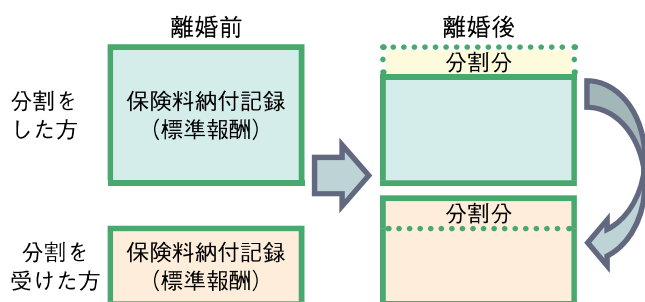 離婚前
離婚後
分割を
した方
保険料納付記録
（標準報酬）
分割分
分割を
受けた方
保険料納付記録
（標準報酬）
分割分